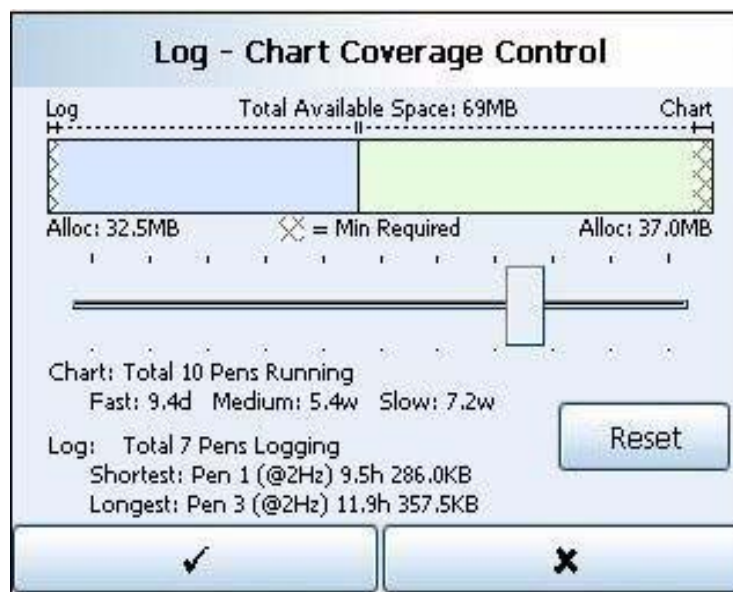 Log - Chart Coverage Control
Log Total Available Space: 69MB Chart
Alloc: 32.5MB = Min Required Alloc: 37.0MB
Chart: Total 10 Pens Running
Fast: 9.4d Medium: 5.4w Slow: 7.2w
Reset
Log: Total 7 Pens Logging
Shortest: Pen 1 (@2Hz) 9.5h 286.0KB
Longest: Pen 3 (@2Hz) 11.9h 357.5KB